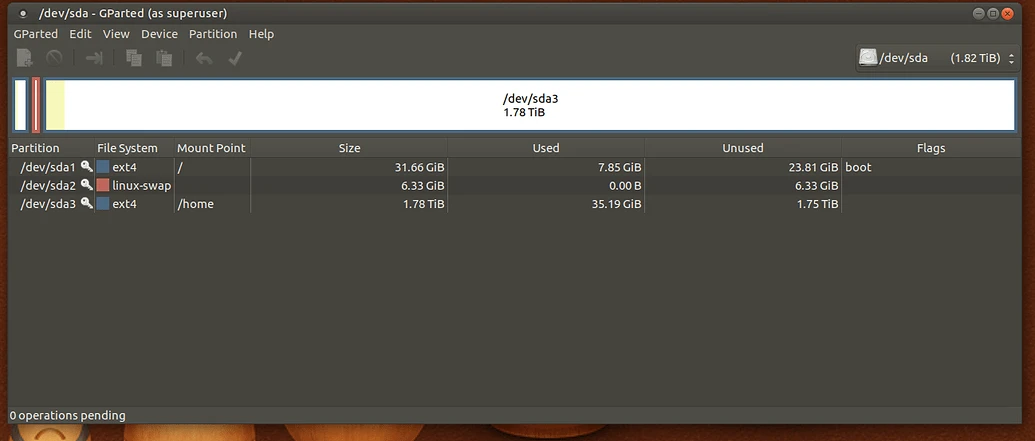 /dev/sda - GParted (as superuser)
GParted Edit View Device Partition Help
/dev/sda (1.82 TiB)
/dev/sda3
1.78 TiB
Partition File System Mount Point Size Used Unused Flags
/dev/sda1 ext4 / 31.66 GiB 7.85 GiB 23.81 GiB boot
/dev/sda2 linux-swap 6.33 GiB 0.00 B 6.33 GiB
/dev/sda3 ext4 /home 1.78 TiB 35.19 GiB 1.75 TiB
0 operations pending